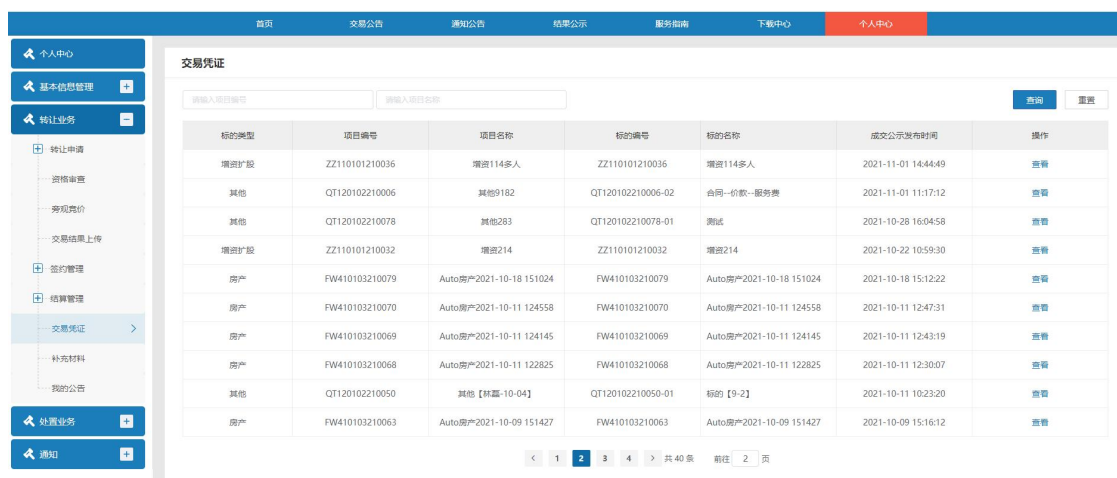 首页 交易公告 通知公告 结果公示 服务指南 下载中心 个人中心
个人中心
基本信息管理
转让业务
转让申请
资格审查
旁观竞价
交易结果上传
签约管理
结算管理
交易凭证
补充材料
我的公告
处置业务
通知
交易凭证
请输入项目编号 请输入项目名称 查询 重置
标的类型 项目编号 项目名称 标的编号 标的名称 成交公示发布时间 操作
增资扩股 ZZ110101210036 增资114多人 ZZ110101210036 增资114多人 2021-11-01 14:44:49 查看
其他 QT120102210006 其他9182 QT120102210006-02 合同--价款--服务费 2021-11-01 11:17:12 查看
其他 QT120102210078 其他283 QT120102210078-01 测试 2021-10-28 16:04:58 查看
增资扩股 ZZ110101210032 增资214 ZZ110101210032 增资214 2021-10-22 10:59:30 查看
房产 FW410103210079 Auto房产2021-10-18 151024 FW410103210079 Auto房产2021-10-18 151024 2021-10-18 15:12:22 查看
房产 FW410103210070 Auto房产2021-10-11 124558 FW410103210070 Auto房产2021-10-11 124558 2021-10-11 12:47:31 查看
房产 FW410103210069 Auto房产2021-10-11 124145 FW410103210069 Auto房产2021-10-11 124145 2021-10-11 12:43:19 查看
房产 FW410103210068 Auto房产2021-10-11 122825 FW410103210068 Auto房产2021-10-11 122825 2021-10-11 12:30:07 查看
其他 QT120102210050 其他【林磊-10-04】 QT120102210050-01 标的【9-2】 2021-10-11 10:23:20 查看
房产 FW410103210063 Auto房产2021-10-09 151427 FW410103210063 Auto房产2021-10-09 151427 2021-10-09 15:16:12 查看
< 1 2 3 4 > 共 40 条 前往 2 页